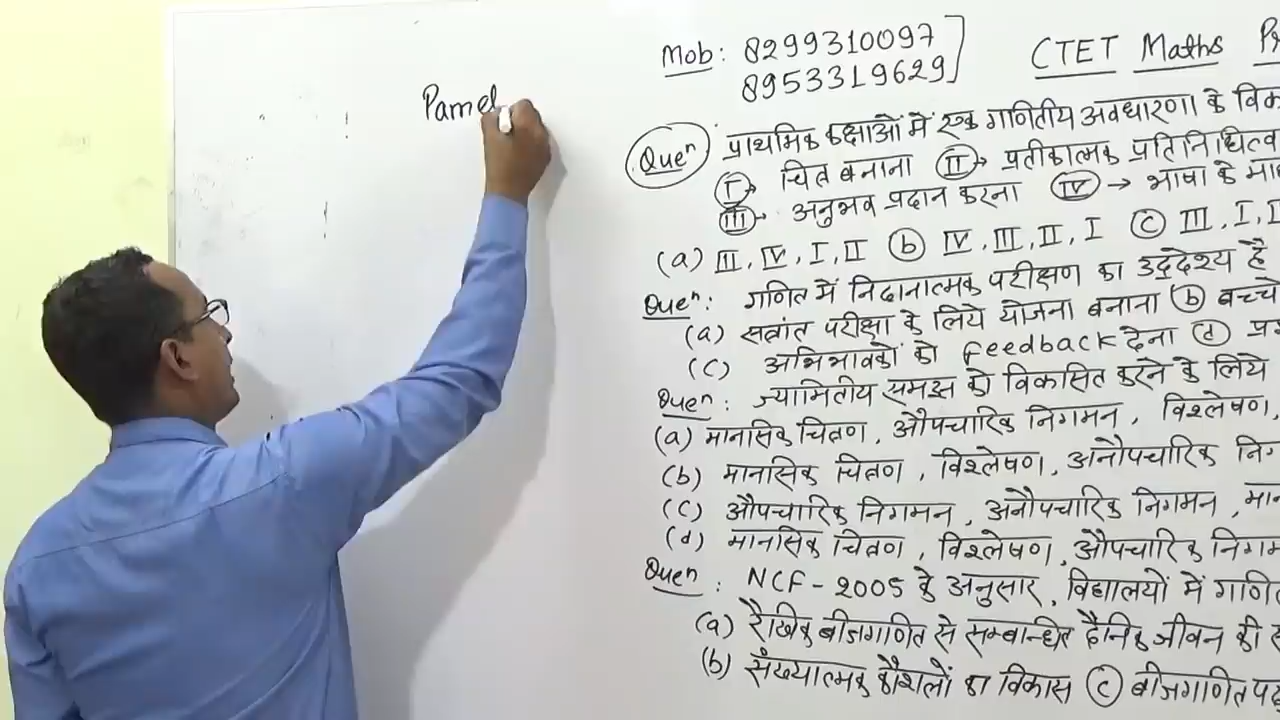 Pamel
Mob: 8299310097
8953319629
CTET Maths
Queⁿ प्राथमिक कक्षाओं में एक गणितीय अवधारणा के
I → चित्र बनाना II → प्रतीकात्मक प्रतिनिधित्व
III → अनुभव प्रदान करना IV → भाषा के
(a) III, IV, I, II (b) IV, III, II, I (c) III, I,
Queⁿ: गणित में निदानात्मक परीक्षण का उद्देश्य है
(a) सत्रांत परीक्षा के लिये योजना बनाना (b)
(c) अभिभावकों को feedback देना (d)
Queⁿ: ज्यामितीय समझ को विकसित करने के लिये
(a) मानसिक चित्रण, औपचारिक निगमन, विश्लेषण,
(b) मानसिक चित्रण, विश्लेषण, अनौपचारिक
(c) औपचारिक निगमन, अनौपचारिक निगमन,
(d) मानसिक चित्रण, विश्लेषण, औपचारिक
Queⁿ: NCF-2005 के अनुसार, विद्यालयों में
(a) रैखिक बीजगणित से सम्बन्धित दैनिक जीवन की
(b) संख्यात्मक कौशलों का विकास (c) बीजगणित